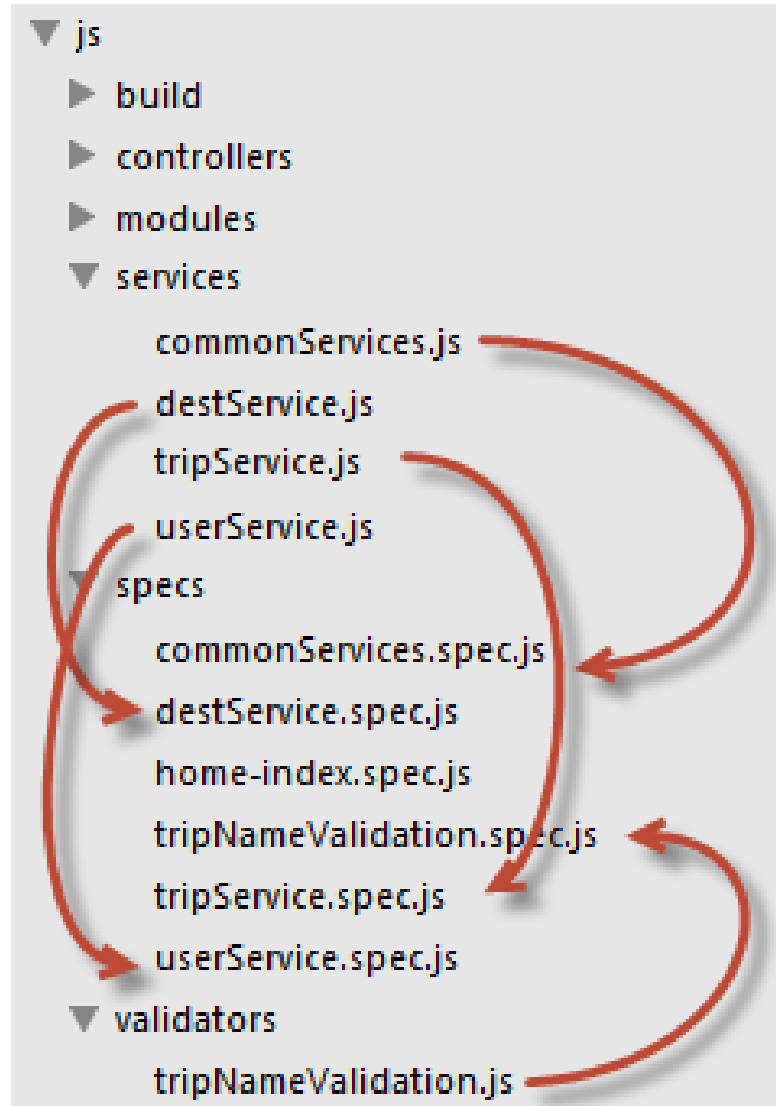 js
build
controllers
modules
services
commonServices.js
destService.js
tripService.js
userService.js
specs
commonServices.spec.js
destService.spec.js
home-index.spec.js
tripNameValidation.spec.js
tripService.spec.js
userService.spec.js
validators
tripNameValidation.js